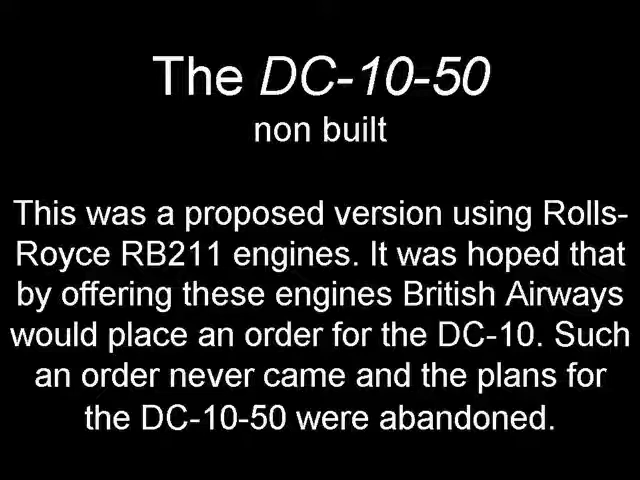 The DC-10-50
non built
This was a proposed version using Rolls-
Royce RB211 engines. It was hoped that
by offering these engines British Airways
would place an order for the DC-10. Such
an order never came and the plans for
the DC-10-50 were abandoned.